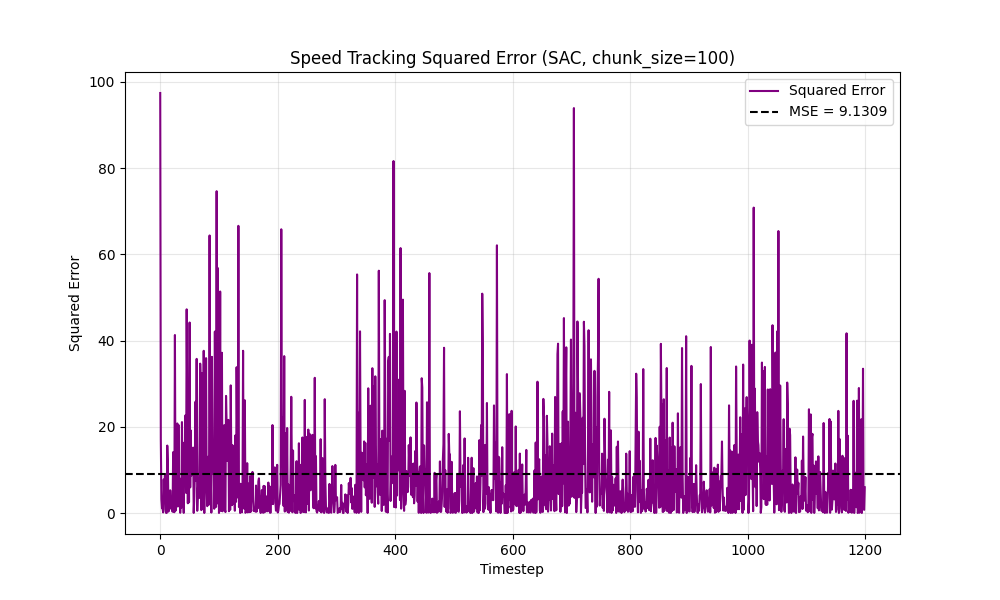 Speed Tracking Squared Error (SAC, chunk_size=100)
Squared Error
MSE = 9.1309
100
80
60
40
20
0
Squared Error
0 200 400 600 800 1000 1200
Timestep